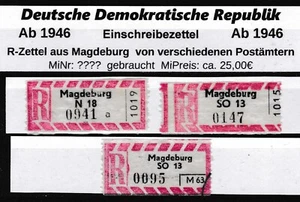 Deutsche Demokratische Republik
Ab 1946 Einschreibezettel Ab 1946
R-Zettel aus Magdeburg von verschiedenen Postämtern
MiNr: ???? gebraucht MiPreis: ca. 25,00€
R Magdeburg
N 18
0941 a
1019
R Magdeburg
SO 13
0147
1015
R Magdeburg
SO 13
0095 M 63